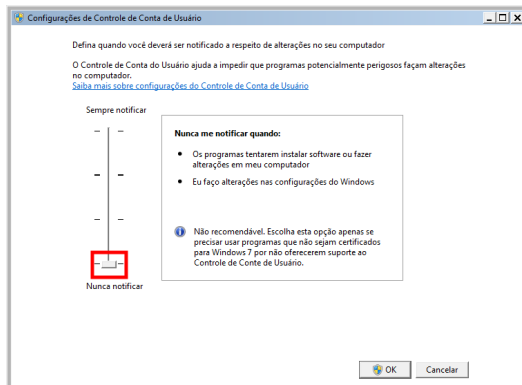 Configurações de Controle de Conta de Usuário
Defina quando você deverá ser notificado a respeito de alterações no seu computador
O Controle de Conta do Usuário ajuda a impedir que programas potencialmente perigosos façam alterações
no computador.
Saiba mais sobre configurações do Controle de Conta de Usuário
Sempre notificar
Nunca me notificar quando:
• Os programas tentarem instalar software ou fazer
alterações em meu computador
• Eu faço alterações nas configurações do Windows
Não recomendável. Escolha esta opção apenas se
precisar usar programas que não sejam certificados
para Windows 7 por não oferecerem suporte ao
Controle de Conte de Usuário.
Nunca notificar
OK Cancelar